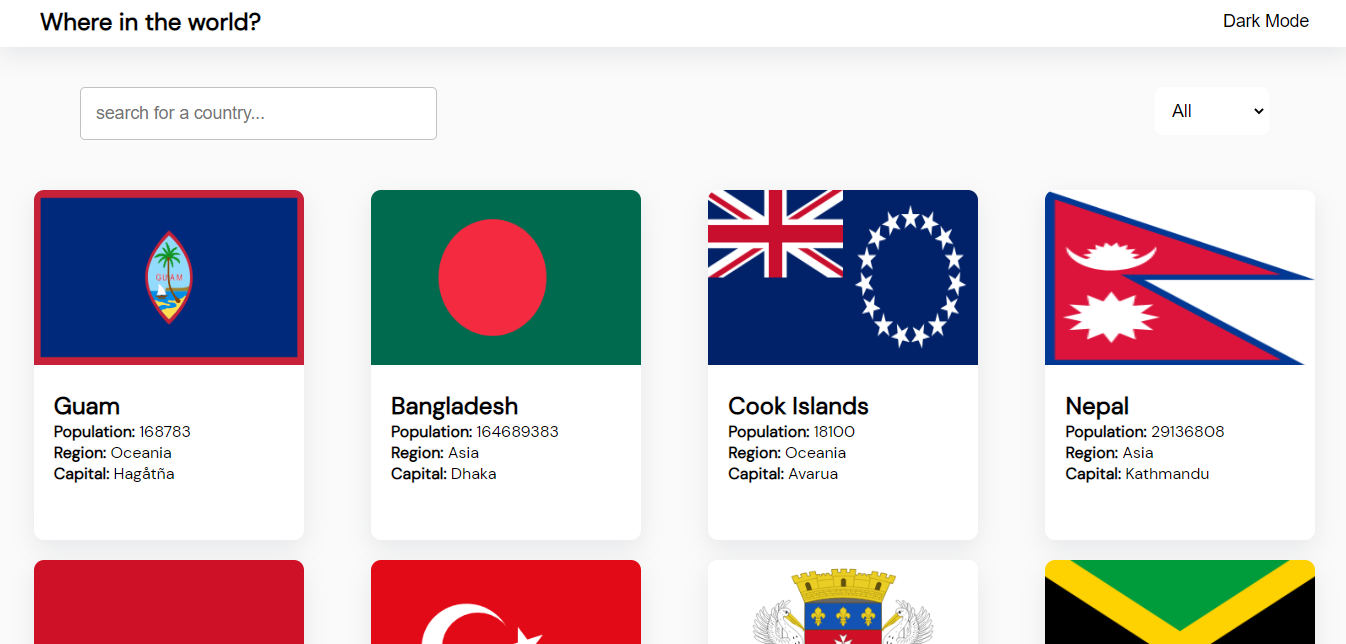 Where in the world?
Dark Mode
search for a country...
All
GUAM
Guam
Population: 168783
Region: Oceania
Capital: Hagåtña
Bangladesh
Population: 164689383
Region: Asia
Capital: Dhaka
Cook Islands
Population: 18100
Region: Oceania
Capital: Avarua
Nepal
Population: 29136808
Region: Asia
Capital: Kathmandu